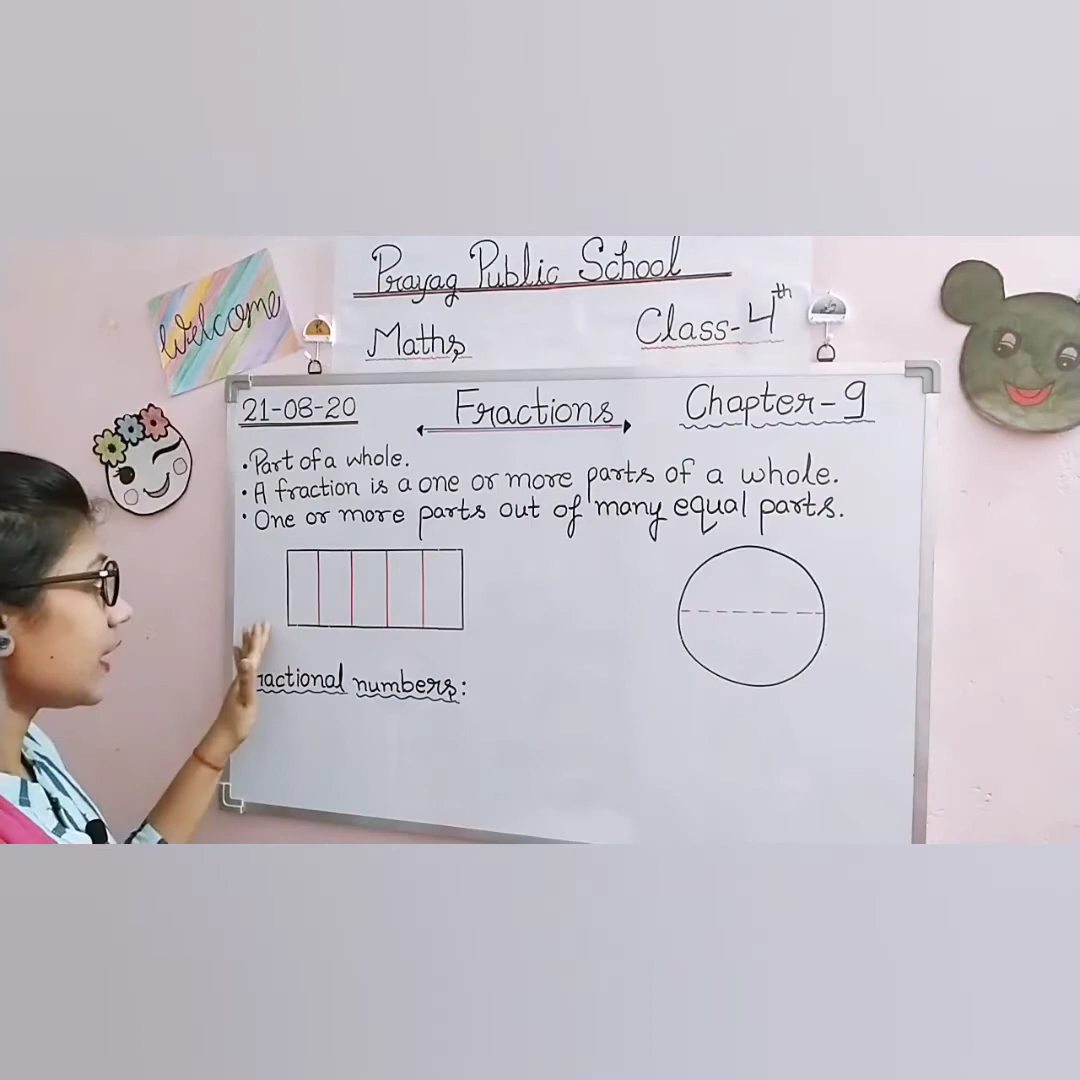 Prayag Public School
Welcome
Maths
Class-4th
21-08-20
Fractions
Chapter-9
• Part of a whole.
• A fraction is a one or more parts of a whole.
• One or more parts out of many equal parts.
ractional numbers: